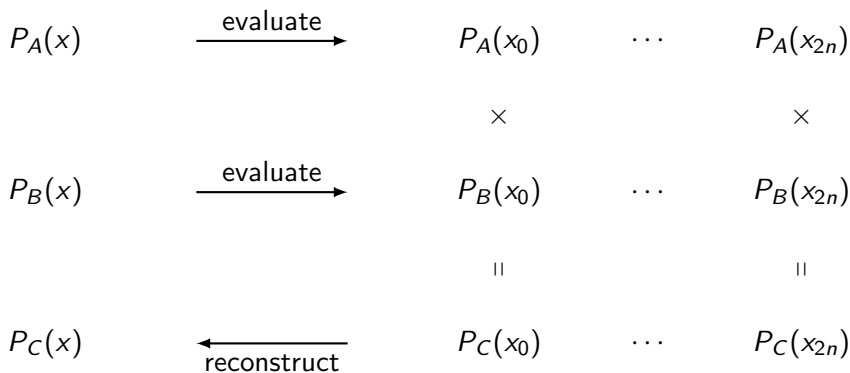 P_A(x) evaluate P_A(x_0) ⋯ P_A(x_{2n})
× ×
P_B(x) evaluate P_B(x_0) ⋯ P_B(x_{2n})
= =
P_C(x) reconstruct P_C(x_0) ⋯ P_C(x_{2n})